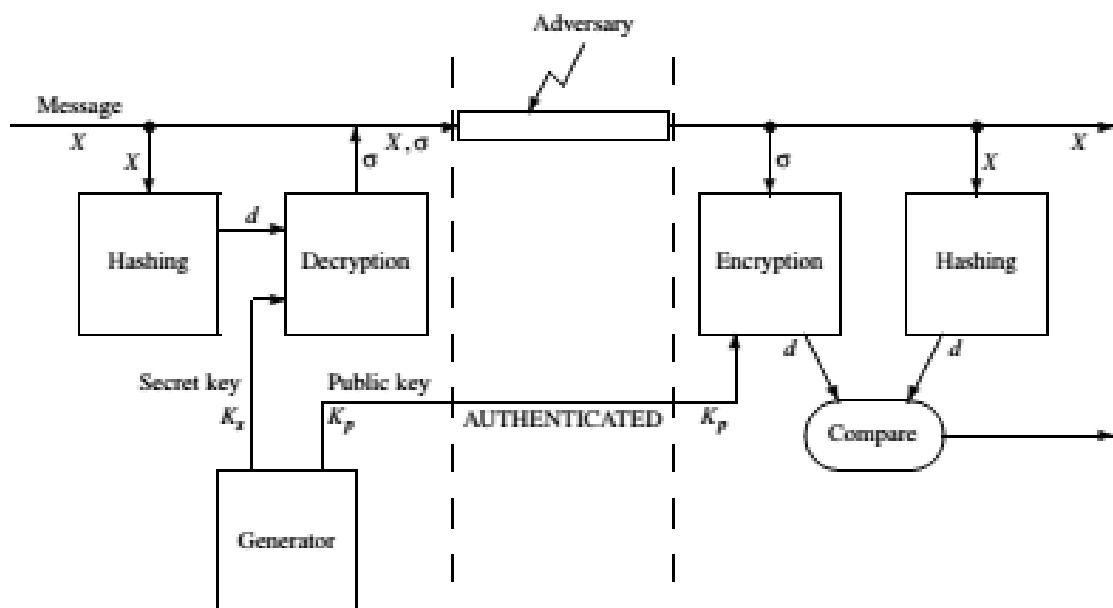 Adversary
Message
X
X
X, σ
σ
σ
X
X
d
Hashing
Decryption
Encryption
Hashing
d
d
Secret key
Public key
K_s
K_p
AUTHENTICATED
K_p
Compare
Generator